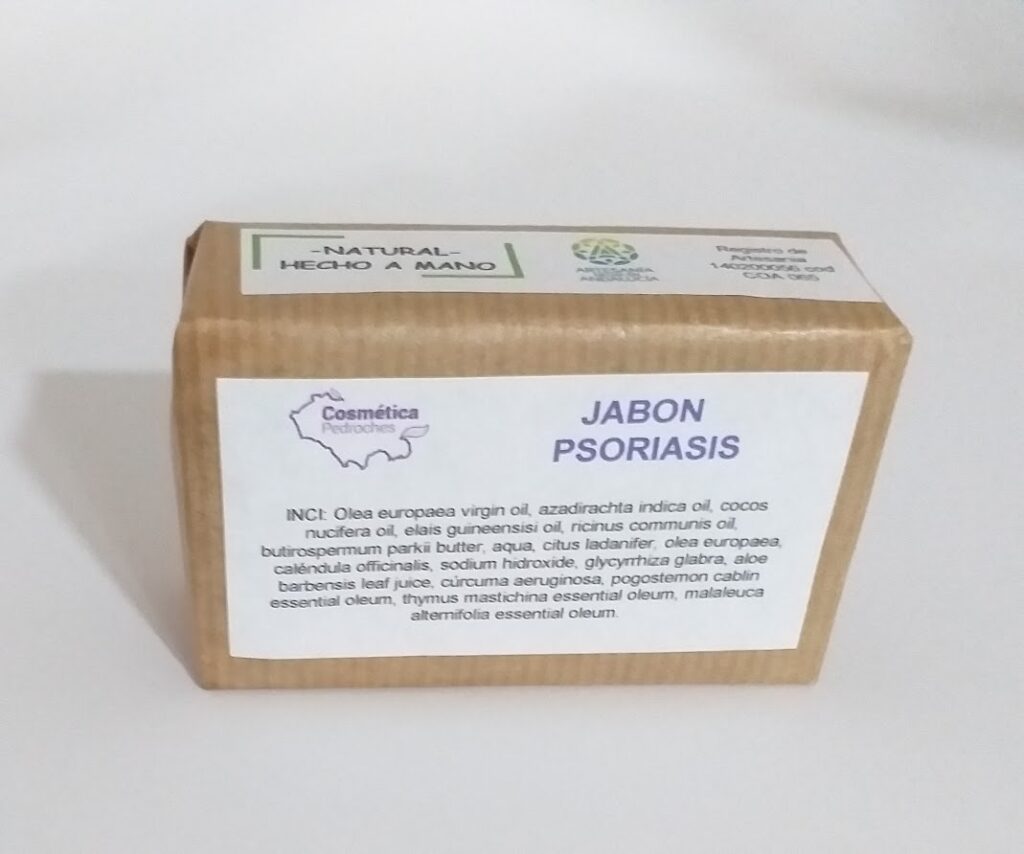 -NATURAL-
HECHO A MANO
ARTESANÍA
ANDALUCÍA
Registro de
Artesania
140200056 cod
COA 065
Cosmética
Pedroches
JABON
PSORIASIS
INCI: Olea europaea virgin oil, azadirachta indica oil, cocos
nucifera oil, elais guineensisi oil, ricinus communis oil,
butirospermum parkii butter, aqua, citus ladanifer, olea europaea,
caléndula officinalis, sodium hidroxide, glycyrrhiza glabra, aloe
barbensis leaf juice, cúrcuma aeruginosa, pogostemon cablin
essential oleum, thymus mastichina essential oleum, malaleuca
alternifolia essential oleum.